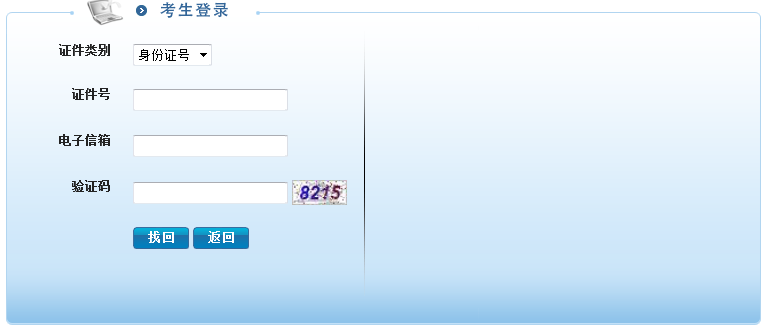 考生登录
证件类别 身份证号
证件号
电子信箱
验证码 8215
找回 返回